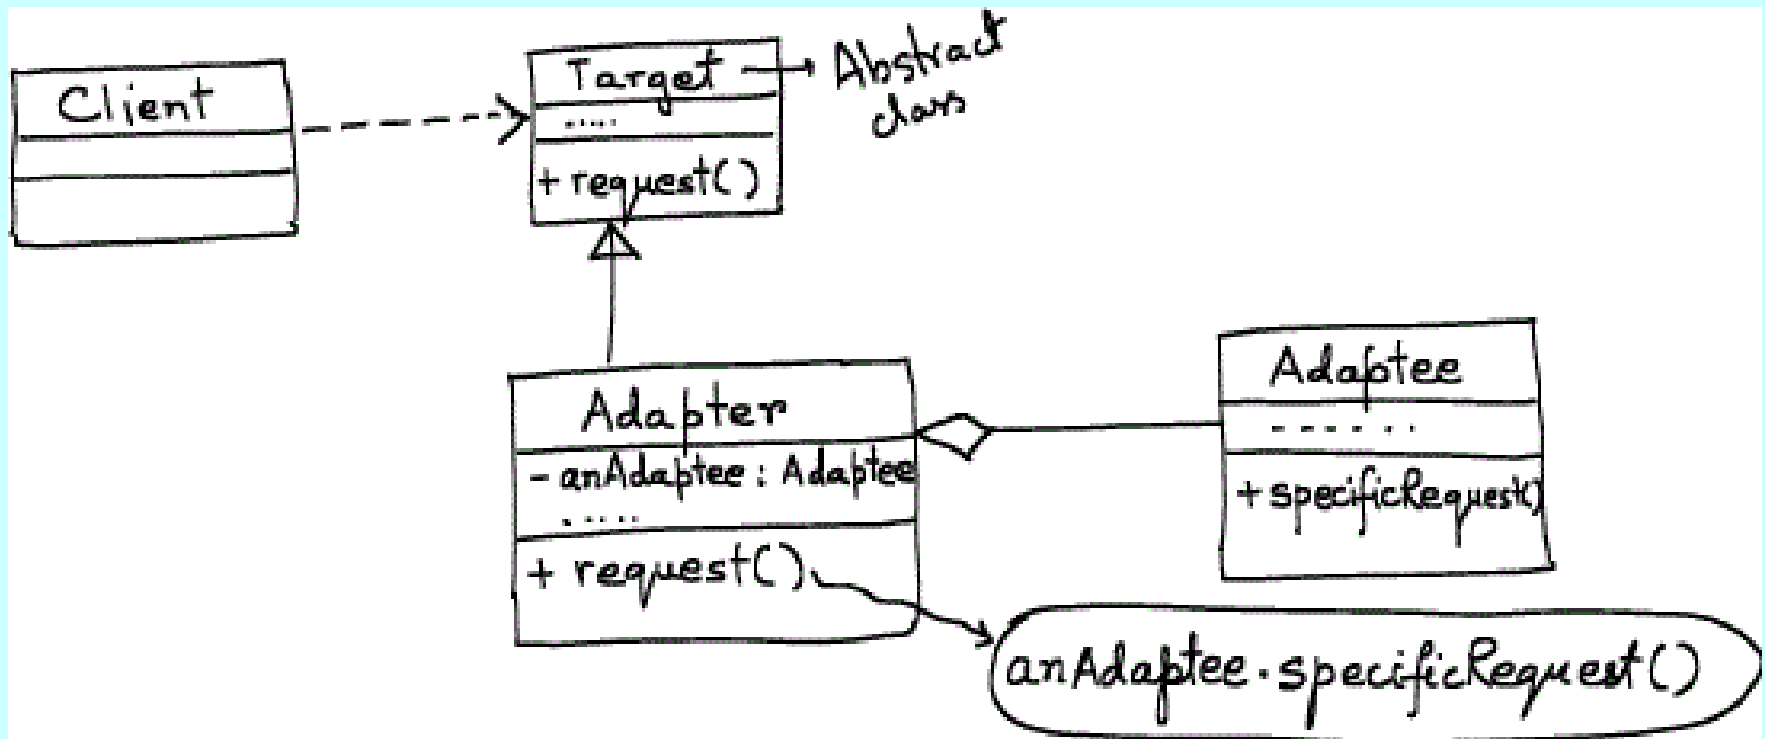 Client
Target
Abstract
class
.....
+ request()
Adapter
- anAdaptee : Adaptee
.....
+ request()
Adaptee
......
+ specificRequest()
anAdaptee.specificRequest()